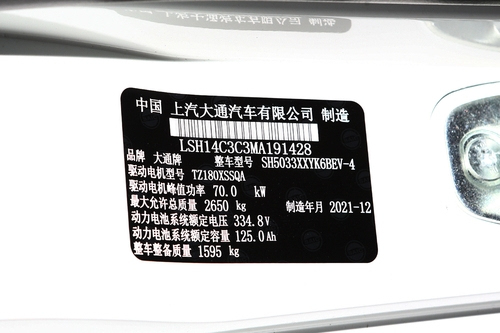 中国 上汽大通汽车有限公司 制造
LSH14C3C3MA191428
品牌 大通牌 整车型号 SH5033XXYK6BEV-4
驱动电机型号 TZ180XSSQA
驱动电机峰值功率 70.0 kW
最大允许总质量 2650 kg 制造年月 2021-12
动力电池系统额定电压 334.8V
动力电池系统额定容量 125.0Ah
整车整备质量 1595 kg